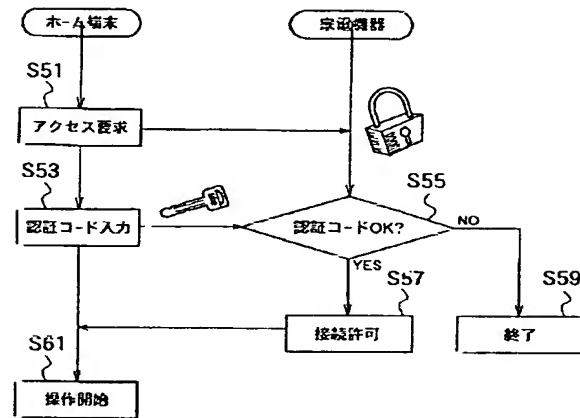 ホーム端末
家電機器
S51
アクセス要求
S53
認証コード入力
S55
認証コードOK?
NO
YES
S57
S59
接続許可
終了
S61
操作開始